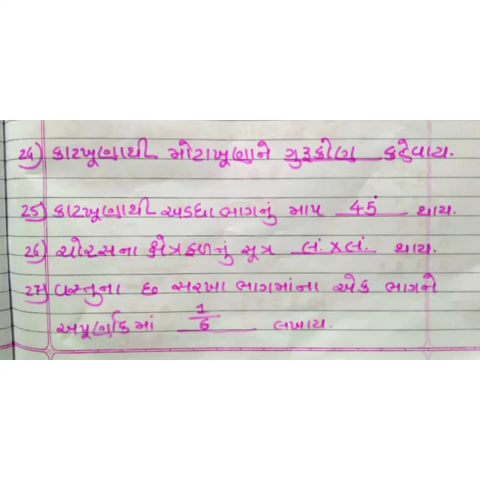 24) કાટખૂણાથી મોટાખૂણાને ગુરૂકોણ કહેવાય.
25) કાટખૂણાથી અડધા ભાગનું માપ 45° થાય.
26) ચોરસના ક્ષેત્રફળનું સૂત્ર લં. x લં. થાય.
27) વસ્તુના છ સરખા ભાગમાંના એક ભાગને
અપૂર્ણાંકમાં 1/6 લખાય.